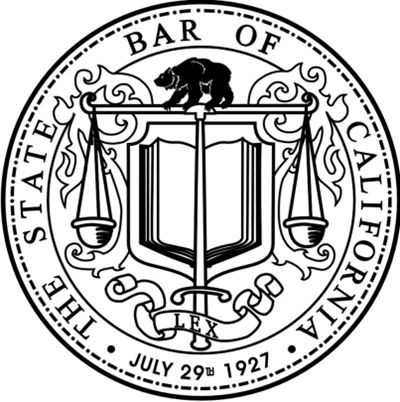 THE STATE BAR OF CALIFORNIA
LEX
• JULY 29TH 1927 •